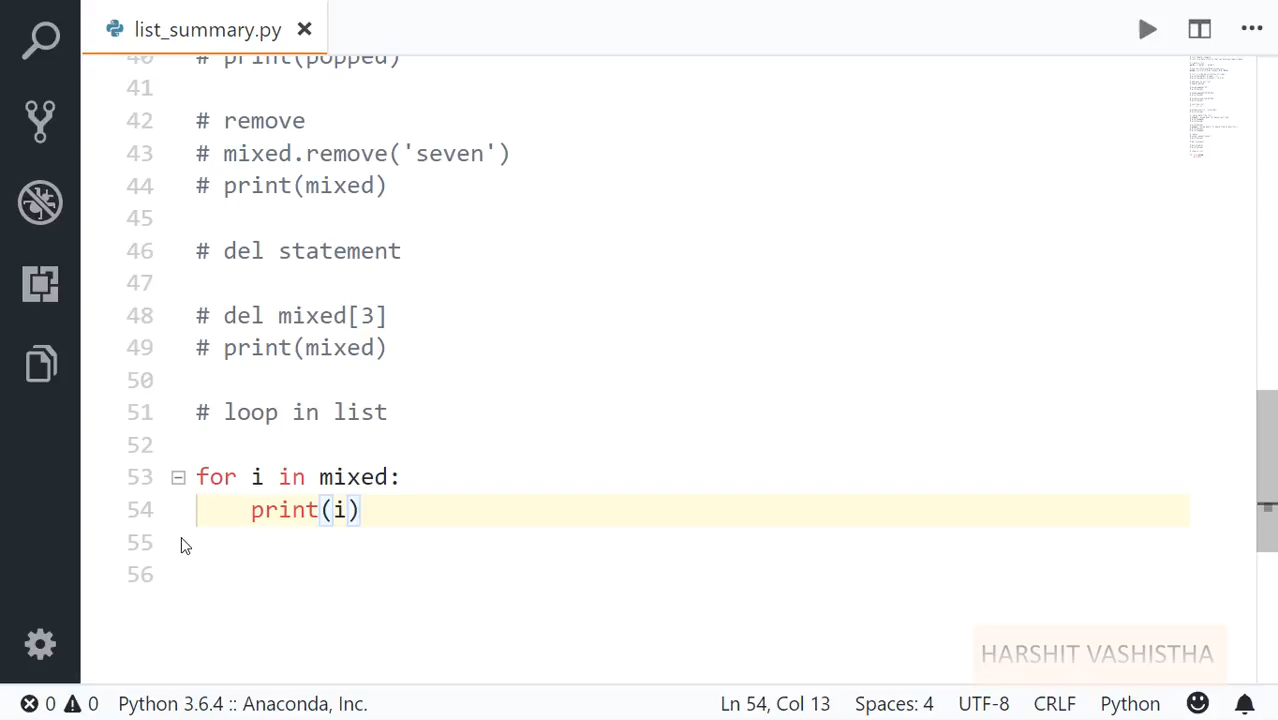 list_summary.py
40 # print(popped)
41
42 # remove
43 # mixed.remove('seven')
44 # print(mixed)
45
46 # del statement
47
48 # del mixed[3]
49 # print(mixed)
50
51 # loop in list
52
53 for i in mixed:
54 print(i)
55
56
HARSHIT VASHISTHA
0 0 Python 3.6.4 :: Anaconda, Inc. Ln 54, Col 13 Spaces: 4 UTF-8 CRLF Python